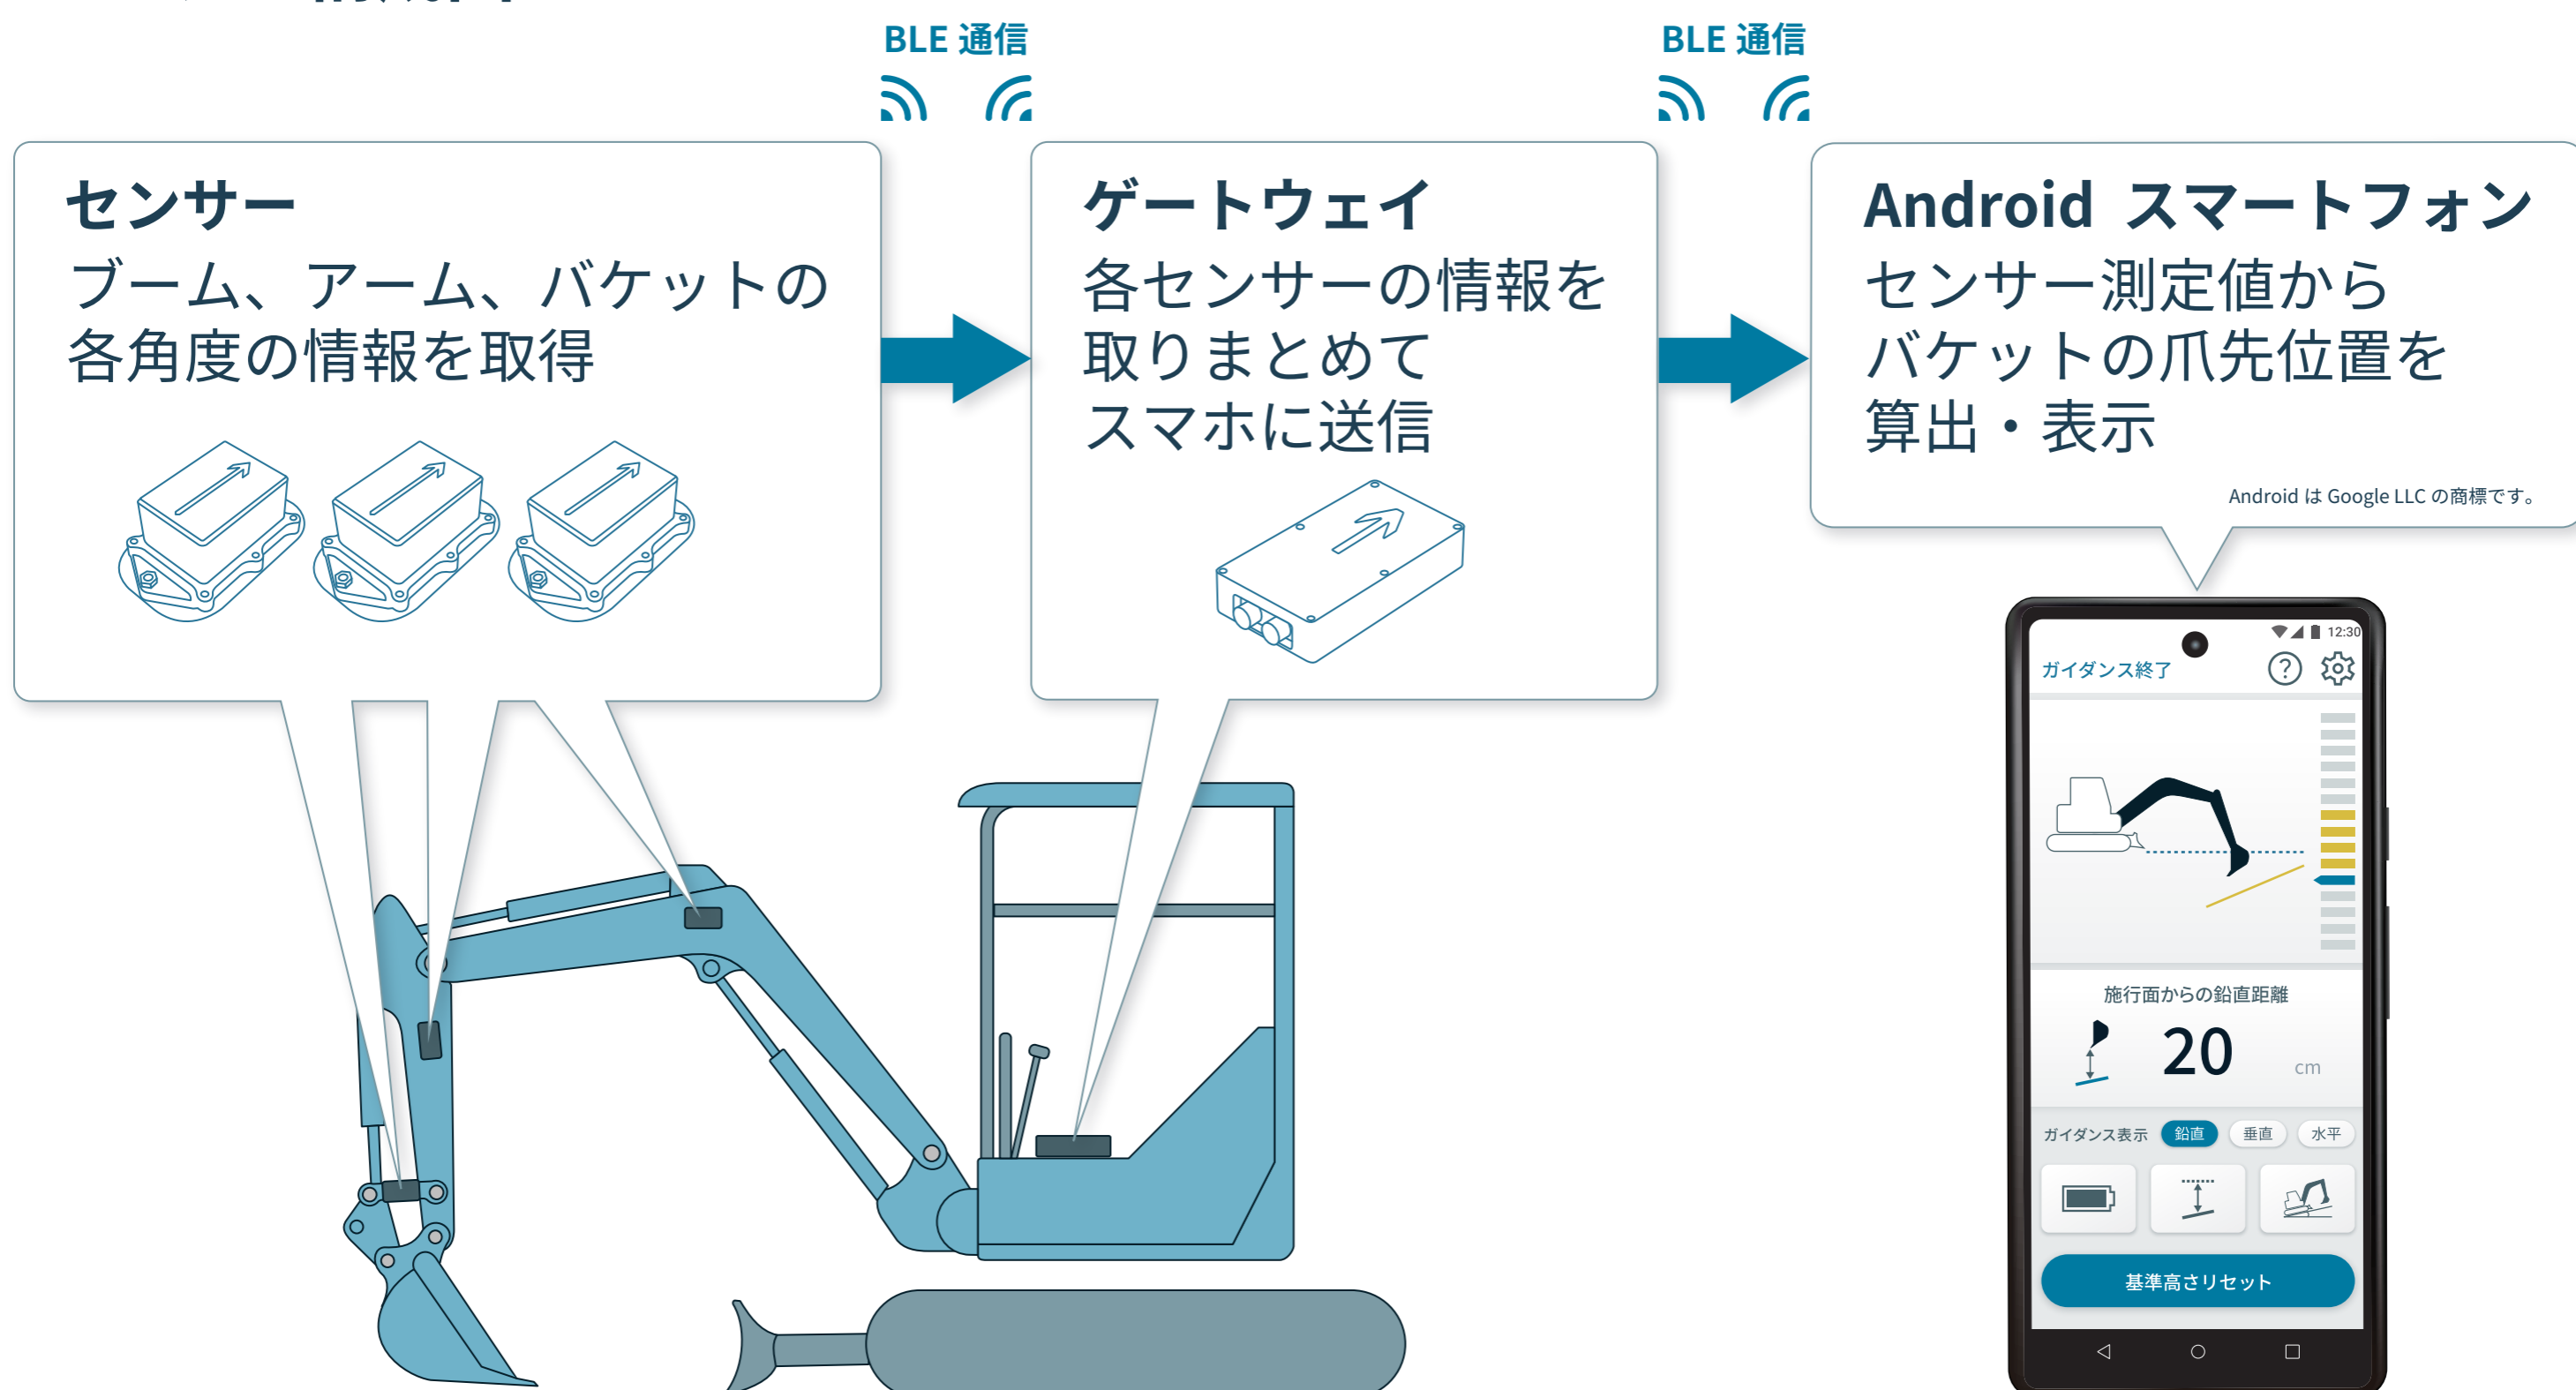 BLE 通信
BLE 通信
センサー
ブーム、アーム、バケットの
各角度の情報を取得
ゲートウェイ
各センサーの情報を
取りまとめて
スマホに送信
Android スマートフォン
センサー測定値から
バケットの爪先位置を
算出・表示
Android は Google LLC の商標です。
12:30
ガイダンス終了
施行面からの鉛直距離
20 cm
ガイダンス表示 鉛直 垂直 水平
基準高さリセット